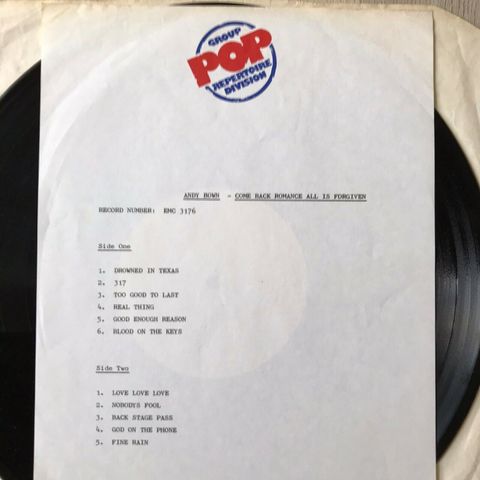 GROUP
POP
REPERTOIRE
DIVISION
ANDY BOWN - COME BACK ROMANCE ALL IS FORGIVEN
RECORD NUMBER: EMC 3176
Side One
1. DROWNED IN TEXAS
2. 317
3. TOO GOOD TO LAST
4. REAL THING
5. GOOD ENOUGH REASON
6. BLOOD ON THE KEYS
Side Two
1. LOVE LOVE LOVE
2. NOBODYS FOOL
3. BACK STAGE PASS
4. GOD ON THE PHONE
5. FINE RAIN